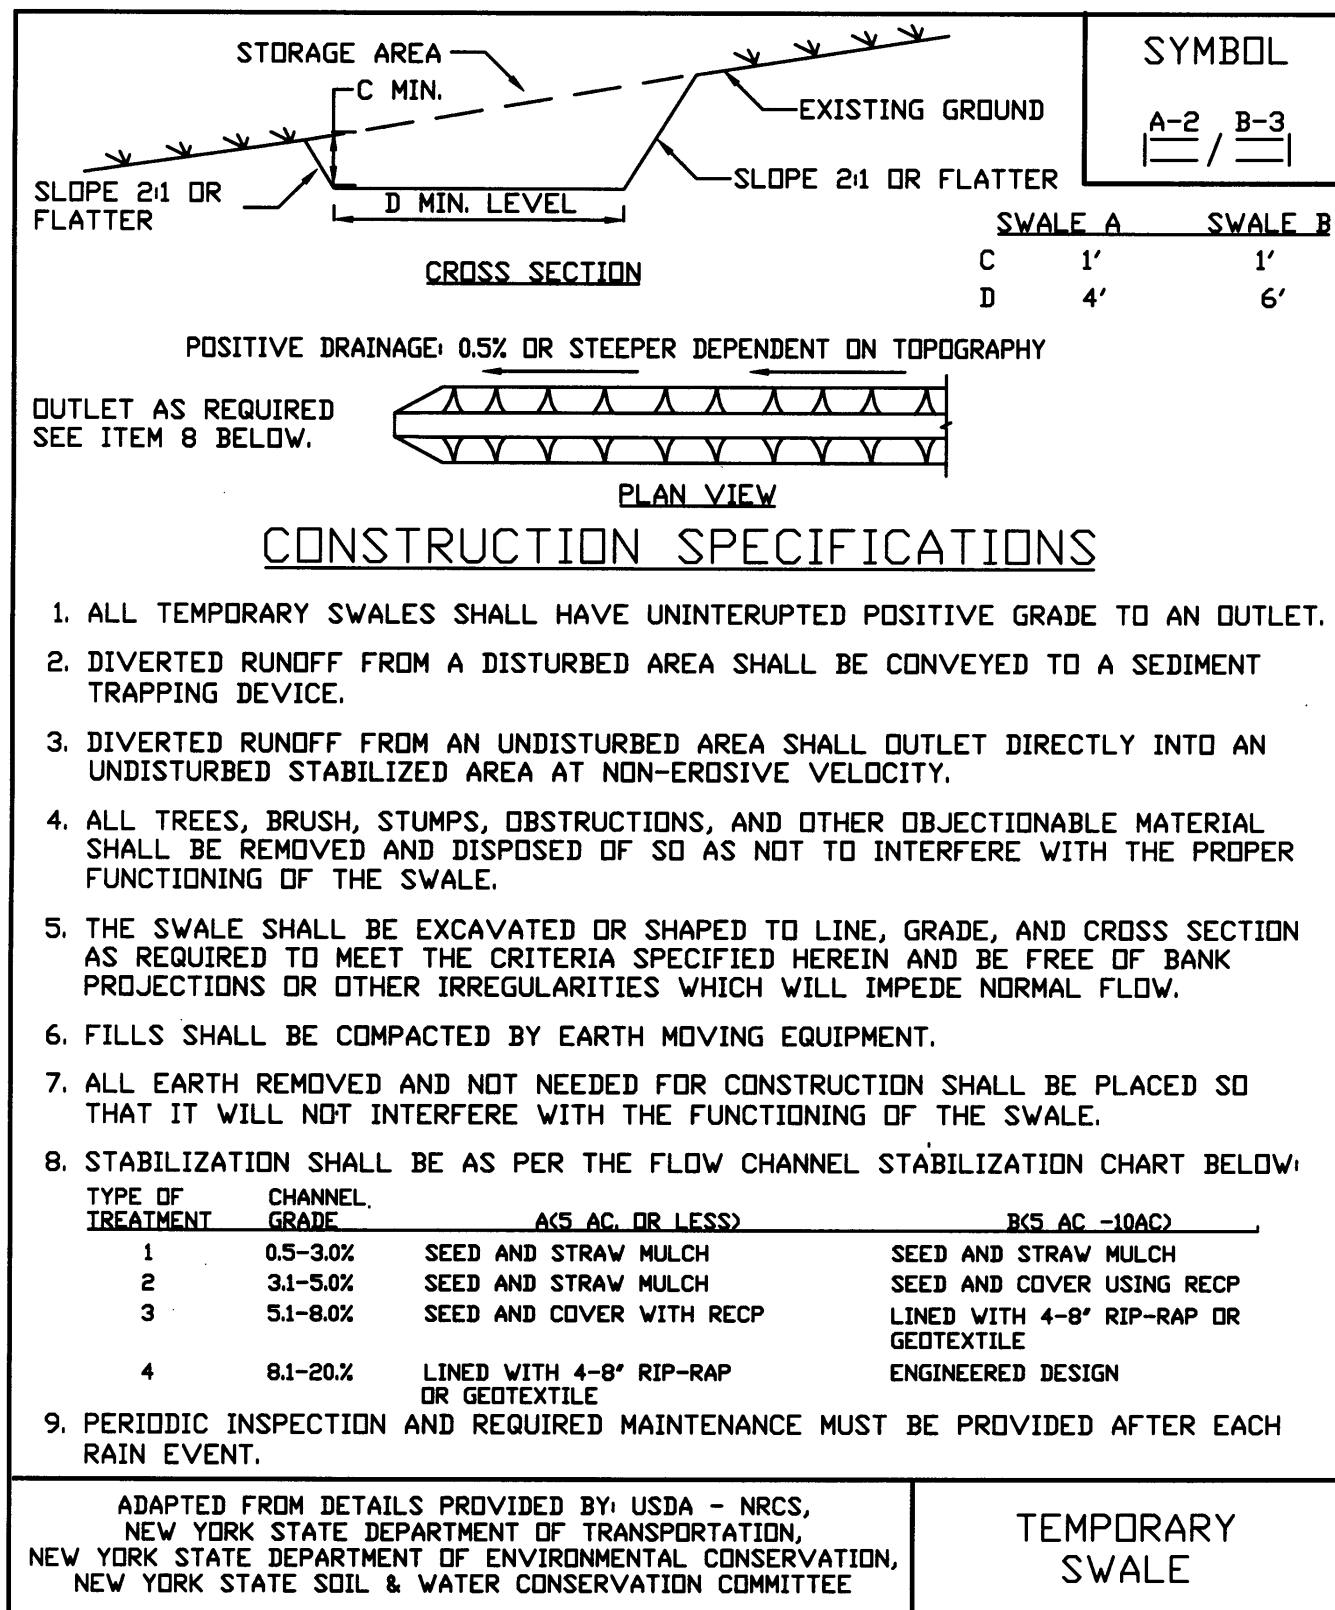 STORAGE AREA
C MIN.
EXISTING GROUND
SLOPE 2:1 OR
FLATTER
SLOPE 2:1 OR FLATTER
D MIN. LEVEL
CROSS SECTION
SYMBOL
A-2 / B-3
SWALE A SWALE B
C 1' 1'
D 4' 6'
POSITIVE DRAINAGE: 0.5% OR STEEPER DEPENDENT ON TOPOGRAPHY
OUTLET AS REQUIRED
SEE ITEM 8 BELOW.
PLAN VIEW
CONSTRUCTION SPECIFICATIONS
1. ALL TEMPORARY SWALES SHALL HAVE UNINTERUPTED POSITIVE GRADE TO AN OUTLET.
2. DIVERTED RUNOFF FROM A DISTURBED AREA SHALL BE CONVEYED TO A SEDIMENT
TRAPPING DEVICE.
3. DIVERTED RUNOFF FROM AN UNDISTURBED AREA SHALL OUTLET DIRECTLY INTO AN
UNDISTURBED STABILIZED AREA AT NON-EROSIVE VELOCITY.
4. ALL TREES, BRUSH, STUMPS, OBSTRUCTIONS, AND OTHER OBJECTIONABLE MATERIAL
SHALL BE REMOVED AND DISPOSED OF SO AS NOT TO INTERFERE WITH THE PROPER
FUNCTIONING OF THE SWALE.
5. THE SWALE SHALL BE EXCAVATED OR SHAPED TO LINE, GRADE, AND CROSS SECTION
AS REQUIRED TO MEET THE CRITERIA SPECIFIED HEREIN AND BE FREE OF BANK
PROJECTIONS OR OTHER IRREGULARITIES WHICH WILL IMPEDE NORMAL FLOW.
6. FILLS SHALL BE COMPACTED BY EARTH MOVING EQUIPMENT.
7. ALL EARTH REMOVED AND NOT NEEDED FOR CONSTRUCTION SHALL BE PLACED SO
THAT IT WILL NOT INTERFERE WITH THE FUNCTIONING OF THE SWALE.
8. STABILIZATION SHALL BE AS PER THE FLOW CHANNEL STABILIZATION CHART BELOW:
TYPE OF CHANNEL
TREATMENT GRADE A(5 AC. OR LESS) B(5 AC -10AC)
1 0.5-3.0% SEED AND STRAW MULCH SEED AND STRAW MULCH
2 3.1-5.0% SEED AND STRAW MULCH SEED AND COVER USING RECP
3 5.1-8.0% SEED AND COVER WITH RECP LINED WITH 4-8" RIP-RAP OR
GEOTEXTILE
4 8.1-20.% LINED WITH 4-8" RIP-RAP ENGINEERED DESIGN
OR GEOTEXTILE
9. PERIODIC INSPECTION AND REQUIRED MAINTENANCE MUST BE PROVIDED AFTER EACH
RAIN EVENT.
ADAPTED FROM DETAILS PROVIDED BY: USDA - NRCS,
NEW YORK STATE DEPARTMENT OF TRANSPORTATION,
NEW YORK STATE DEPARTMENT OF ENVIRONMENTAL CONSERVATION,
NEW YORK STATE SOIL & WATER CONSERVATION COMMITTEE
TEMPORARY
SWALE